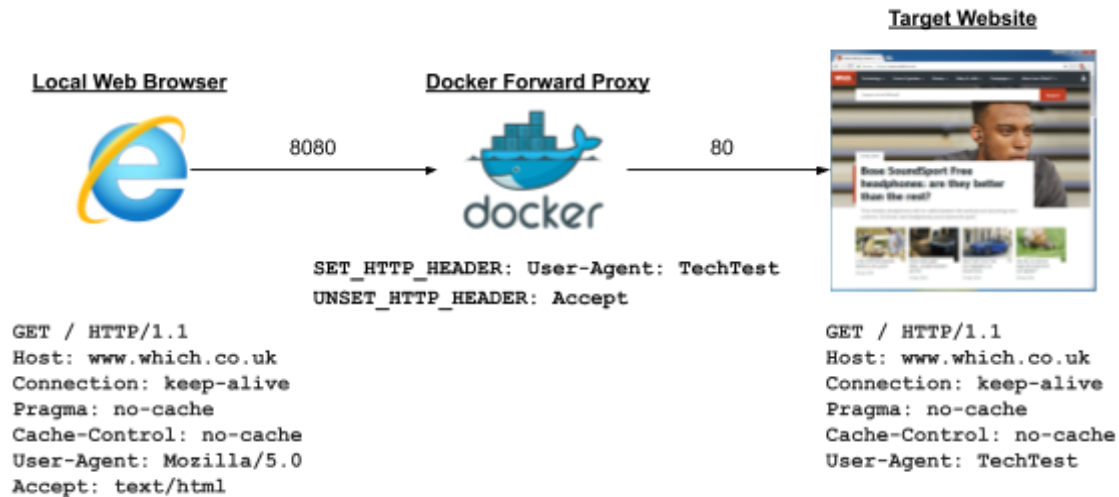 Target Website
Local Web Browser
Docker Forward Proxy
8080
80
docker
Bose SoundSport Free
headphones: are they better
than the rest?
SET_HTTP_HEADER: User-Agent: TechTest
UNSET_HTTP_HEADER: Accept
GET / HTTP/1.1
Host: www.which.co.uk
Connection: keep-alive
Pragma: no-cache
Cache-Control: no-cache
User-Agent: Mozilla/5.0
Accept: text/html
GET / HTTP/1.1
Host: www.which.co.uk
Connection: keep-alive
Pragma: no-cache
Cache-Control: no-cache
User-Agent: TechTest